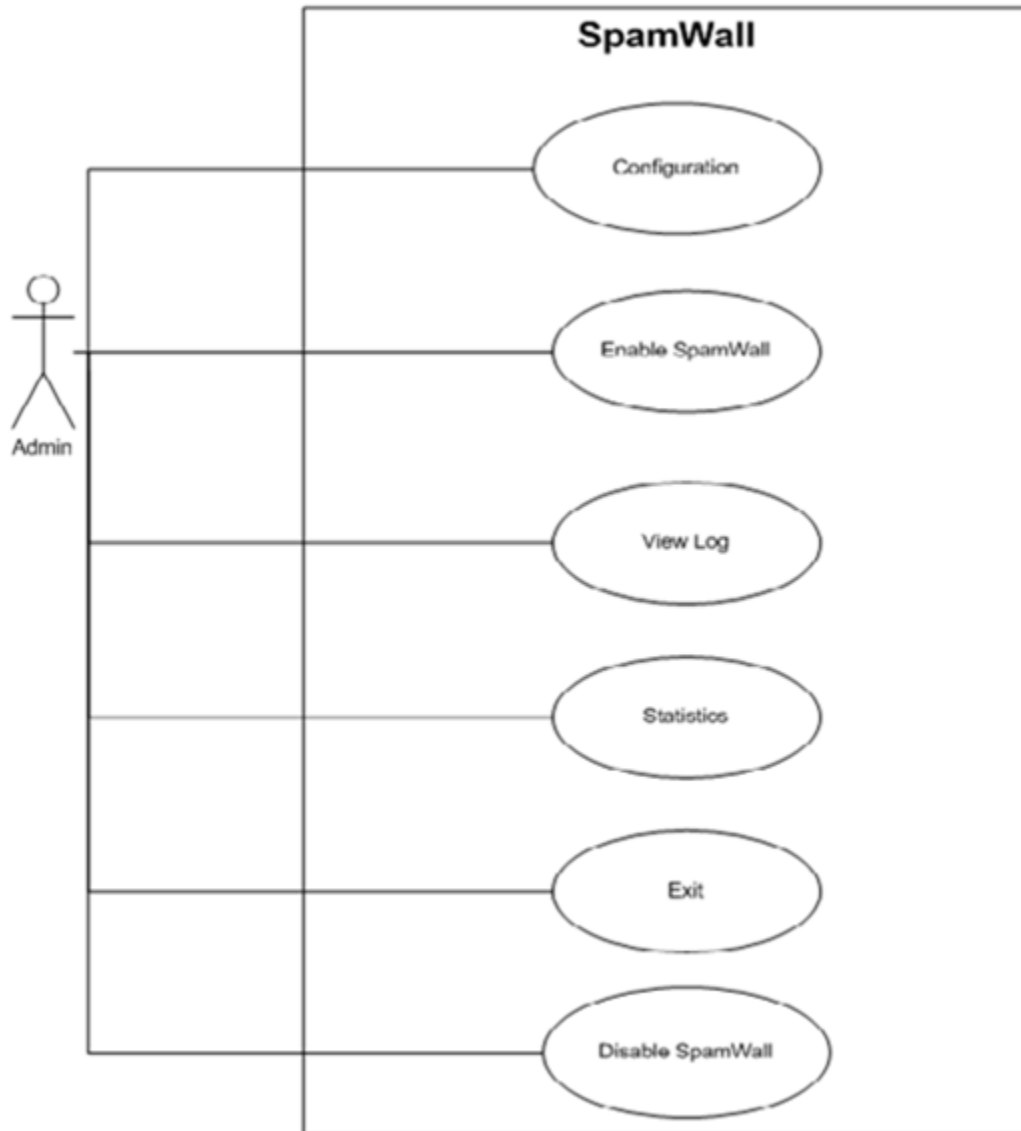 SpamWall
Configuration
Enable SpamWall
Admin
View Log
Statistics
Exit
Disable SpamWall